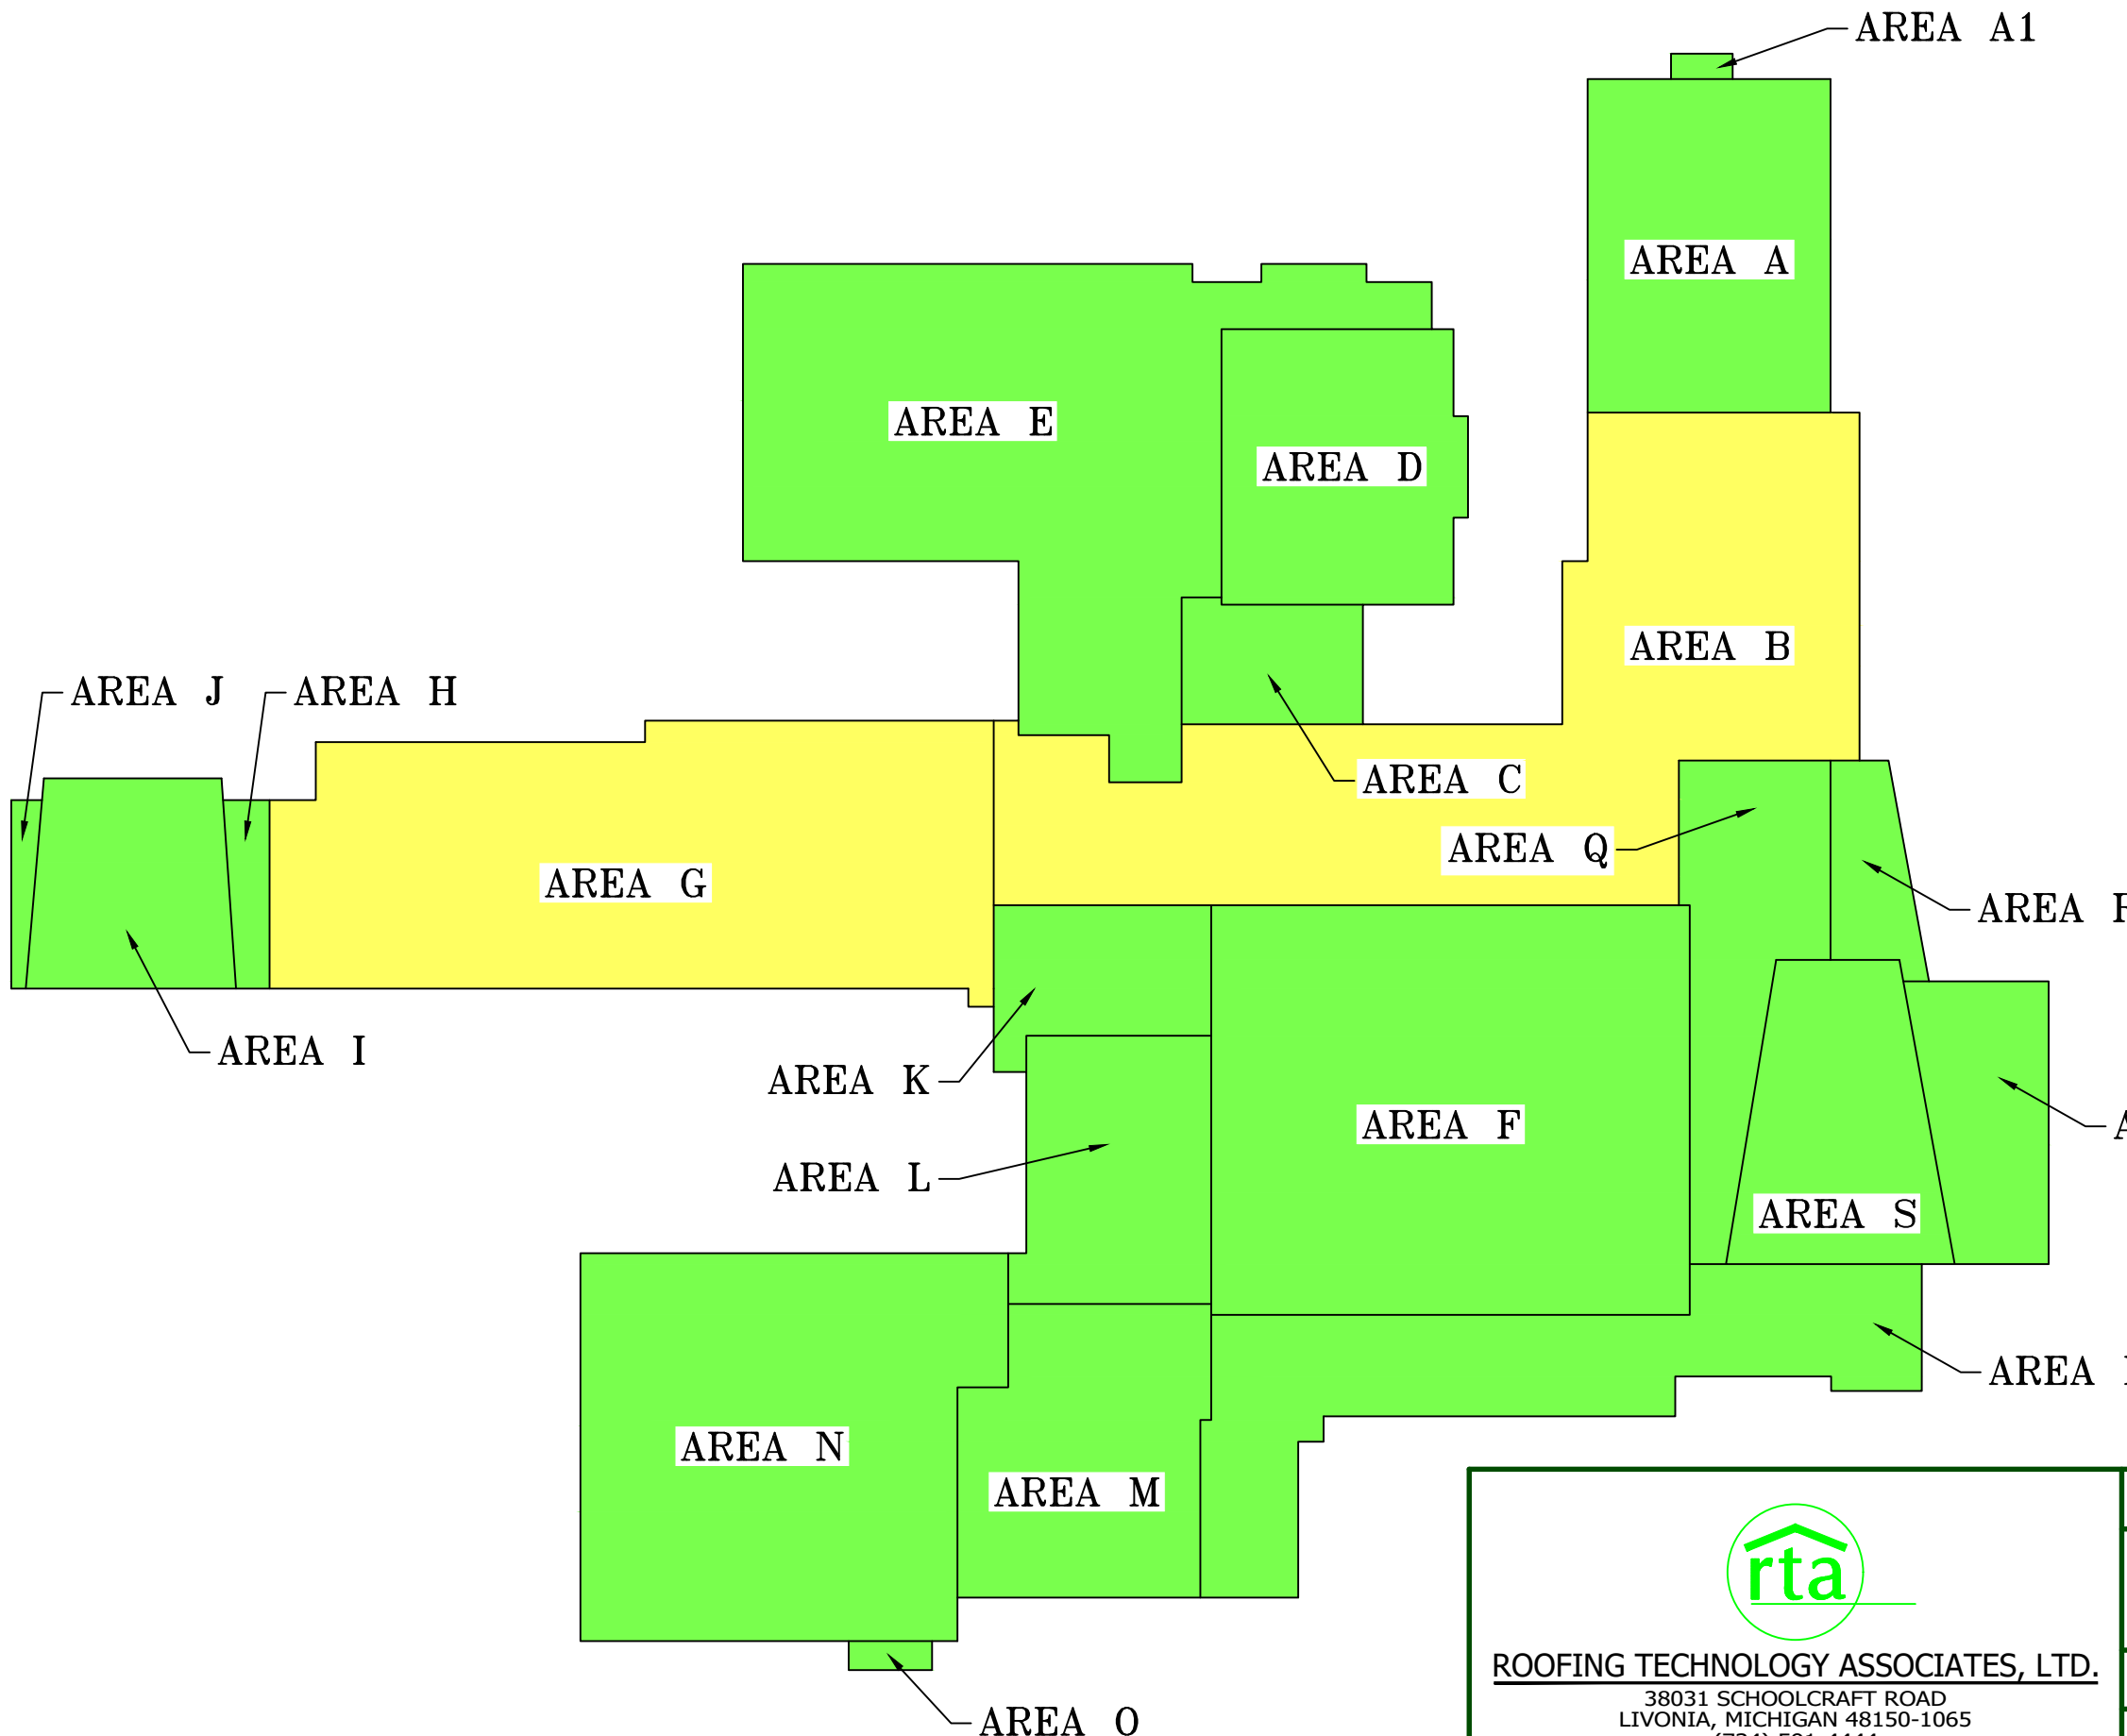 AREA A1
AREA A
AREA E
AREA D
AREA B
AREA J
AREA H
AREA C
AREA Q
AREA G
AREA
AREA I
AREA K
AREA F
AREA L
AREA S
AREA
AREA N
AREA M
rta
ROOFING TECHNOLOGY ASSOCIATES, LTD.
38031 SCHOOLCRAFT ROAD
LIVONIA, MICHIGAN 48150-1065
AREA O